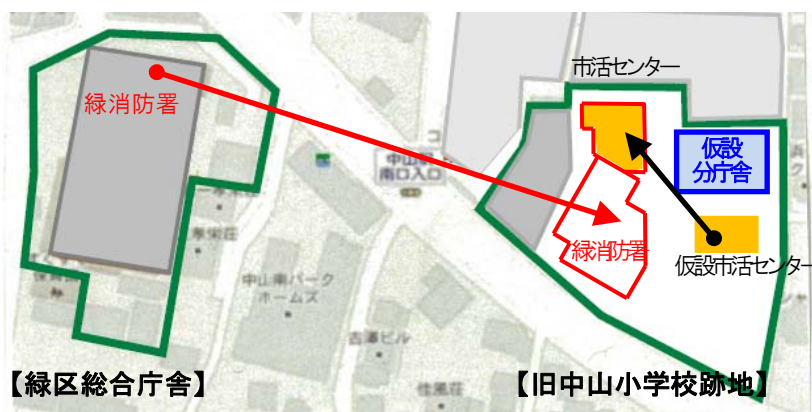 市活センター
緑消防署
仮設
分庁舎
中山駅
南口入口
緑消防署
仮設市活センター
中山南パーク
ホームズ
吉澤ビル
佳風荘
【緑区総合庁舎】
【旧中山小学校跡地】